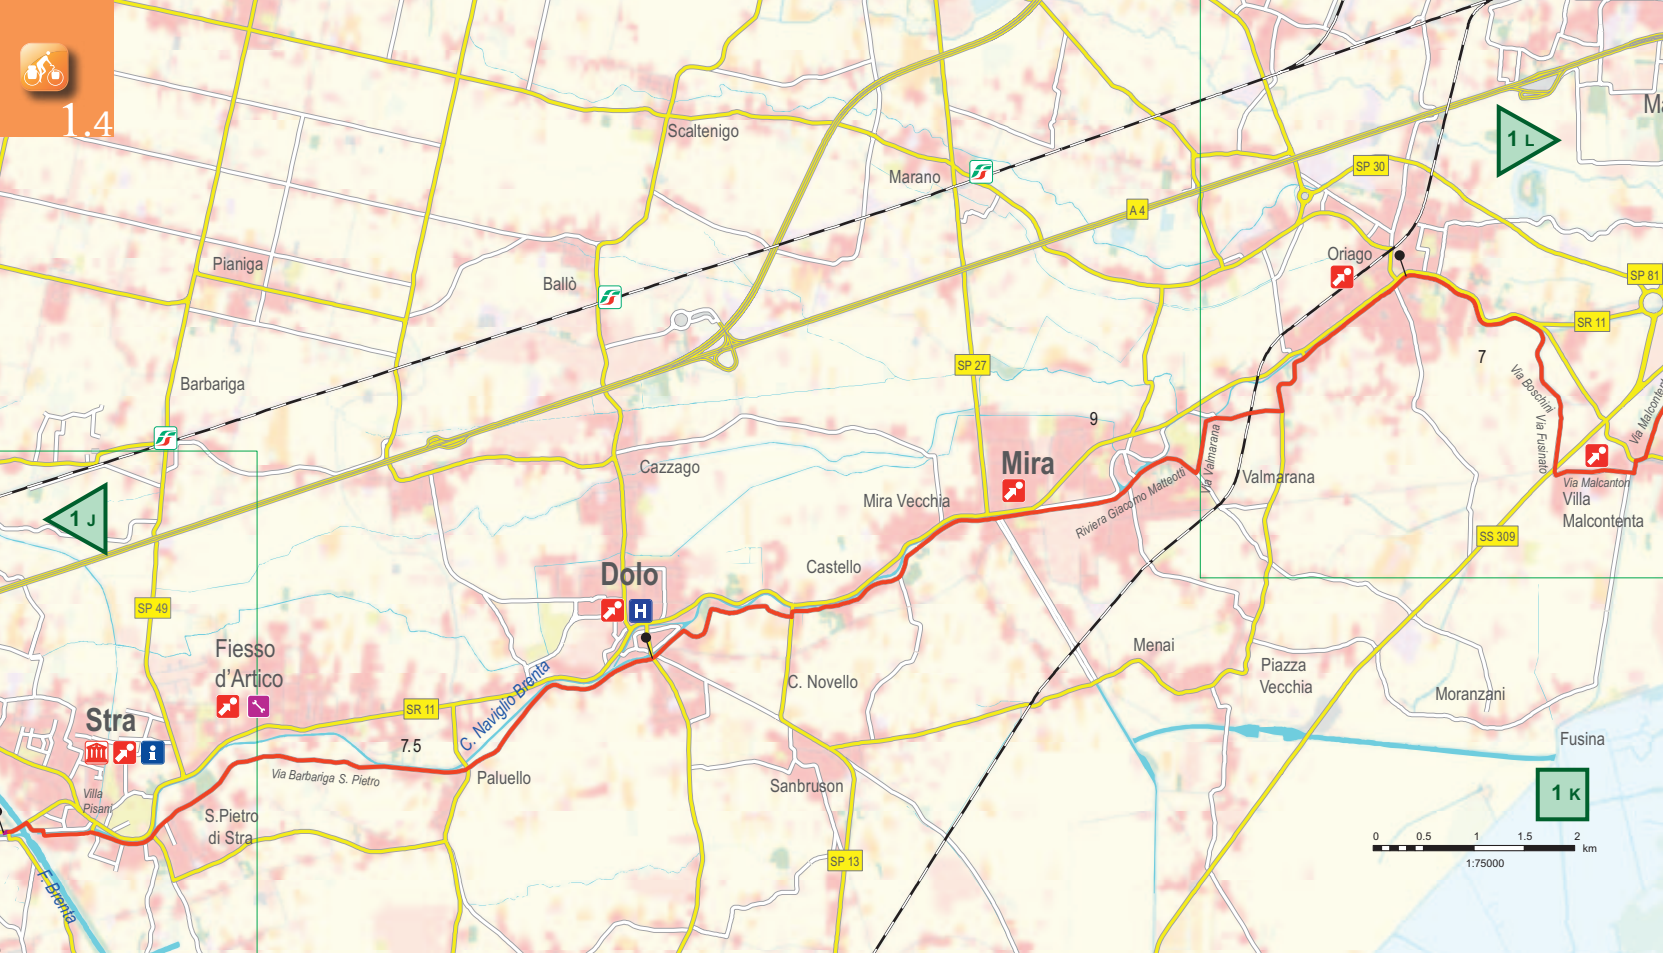 1.4
Scaltenigo
Marano
SP 30
1 L
A 4
Pianiga
Ballò
Oriago
SP 81
SR 11
SP 27
7
Barbariga
Via Boschini
9
Via Fusinato
Via Valmarana
Cazzago
Mira
Riviera Giacomo Matteotti
Valmarana
Via Malcanton
Mira Vecchia
Villa
Malcontenta
1 J
SS 309
Castello
Dolo
H
SP 49
Fiesso
d'Artico
Menai
Piazza
Vecchia
C. Novello
Moranzani
C. Naviglio Brenta
SR 11
Stra
i
7.5
Fusina
Via Barbariga S. Pietro
Paluello
Sanbruson
1 K
Villa
Pisani
S.Pietro
di Stra
0 0.5 1 1.5 2
km
1:75000
SP 13
F. Brenta